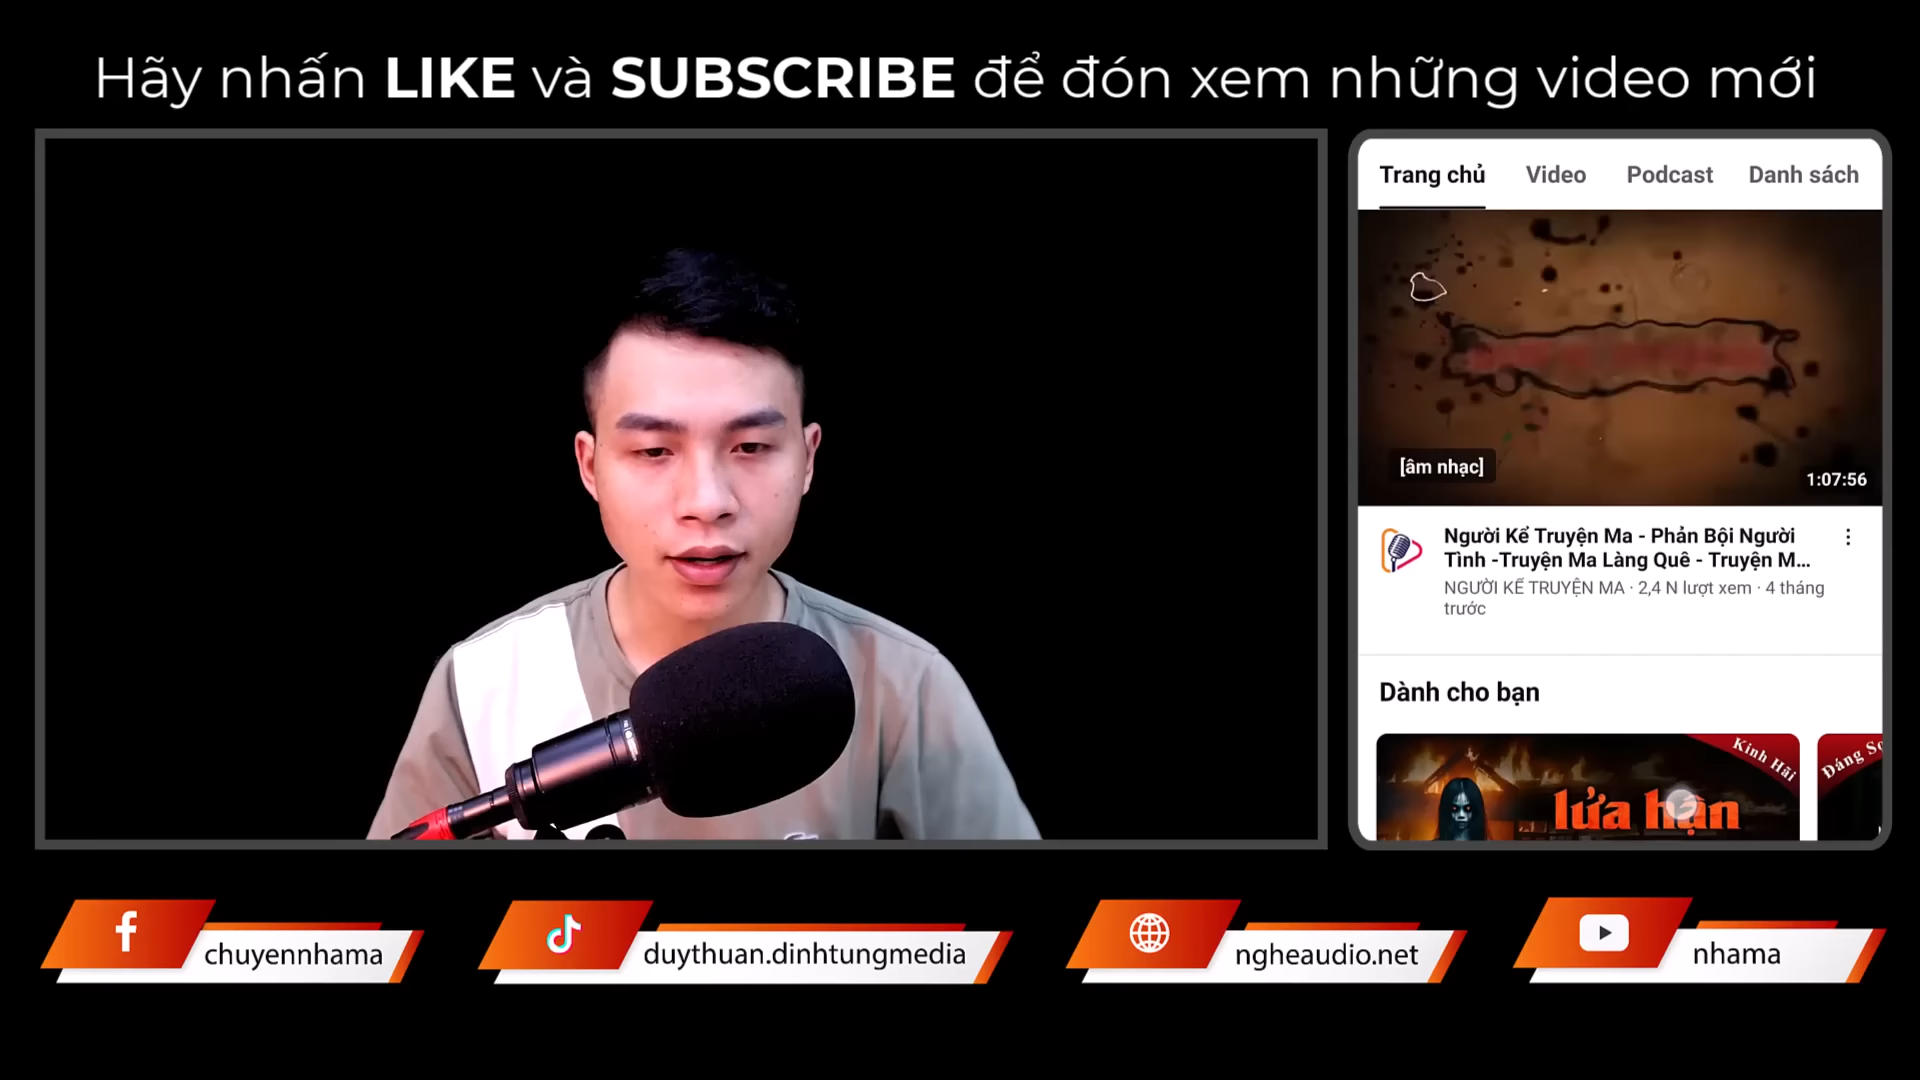 Hãy nhấn LIKE và SUBSCRIBE để đón xem những video mới
Trang chủ Video Podcast Danh sách
[âm nhạc]
1:07:56
Người Kể Truyện Ma - Phản Bội Người
Tình -Truyện Ma Làng Quê - Truyện M...
NGƯỜI KỂ TRUYỆN MA · 2,4 N lượt xem · 4 tháng
trước
Dành cho bạn
Kinh Hãi
lửa hận
Đáng
chuyennhama
duythuan.dinhtungmedia
ngheaudio.net
nhama